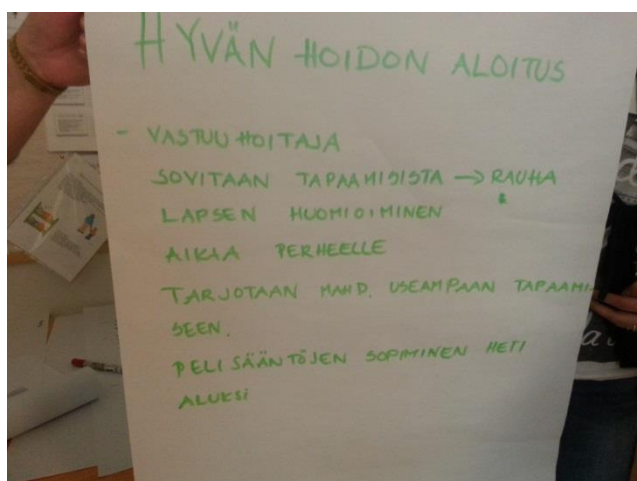 HYVÄN HOIDON ALOITUS
- VASTUUHOITAJA
SOVITAAN TAPAAMISISTA → RAUHA
LAPSEN HUOMIOIMINEN
AIKAA PERHEELLE
TARJOTAAN MAHD. USEAMPAAN TAPAAMI-
SEEN.
PELISÄÄNTÖJEN SOPIMINEN HETI
ALUKSI